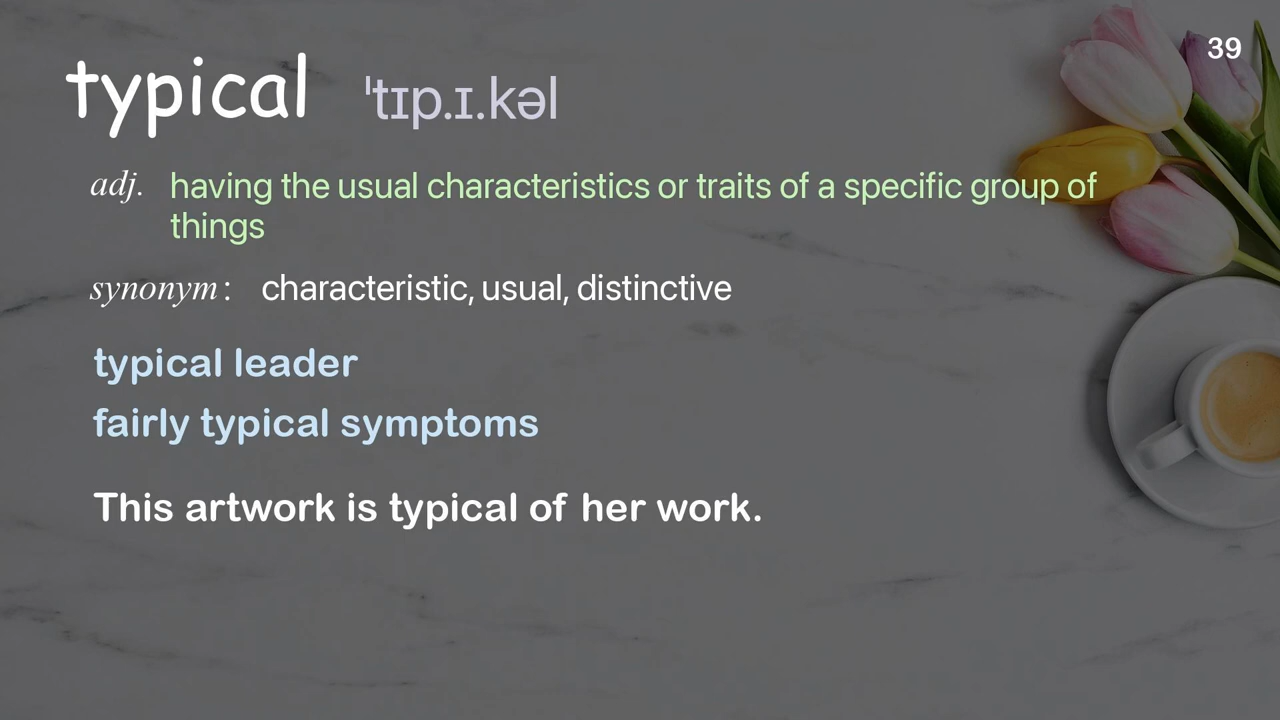 39
typical ˈtɪp.ɪ.kəl
adj. having the usual characteristics or traits of a specific group of
things
synonym: characteristic, usual, distinctive
typical leader
fairly typical symptoms
This artwork is typical of her work.